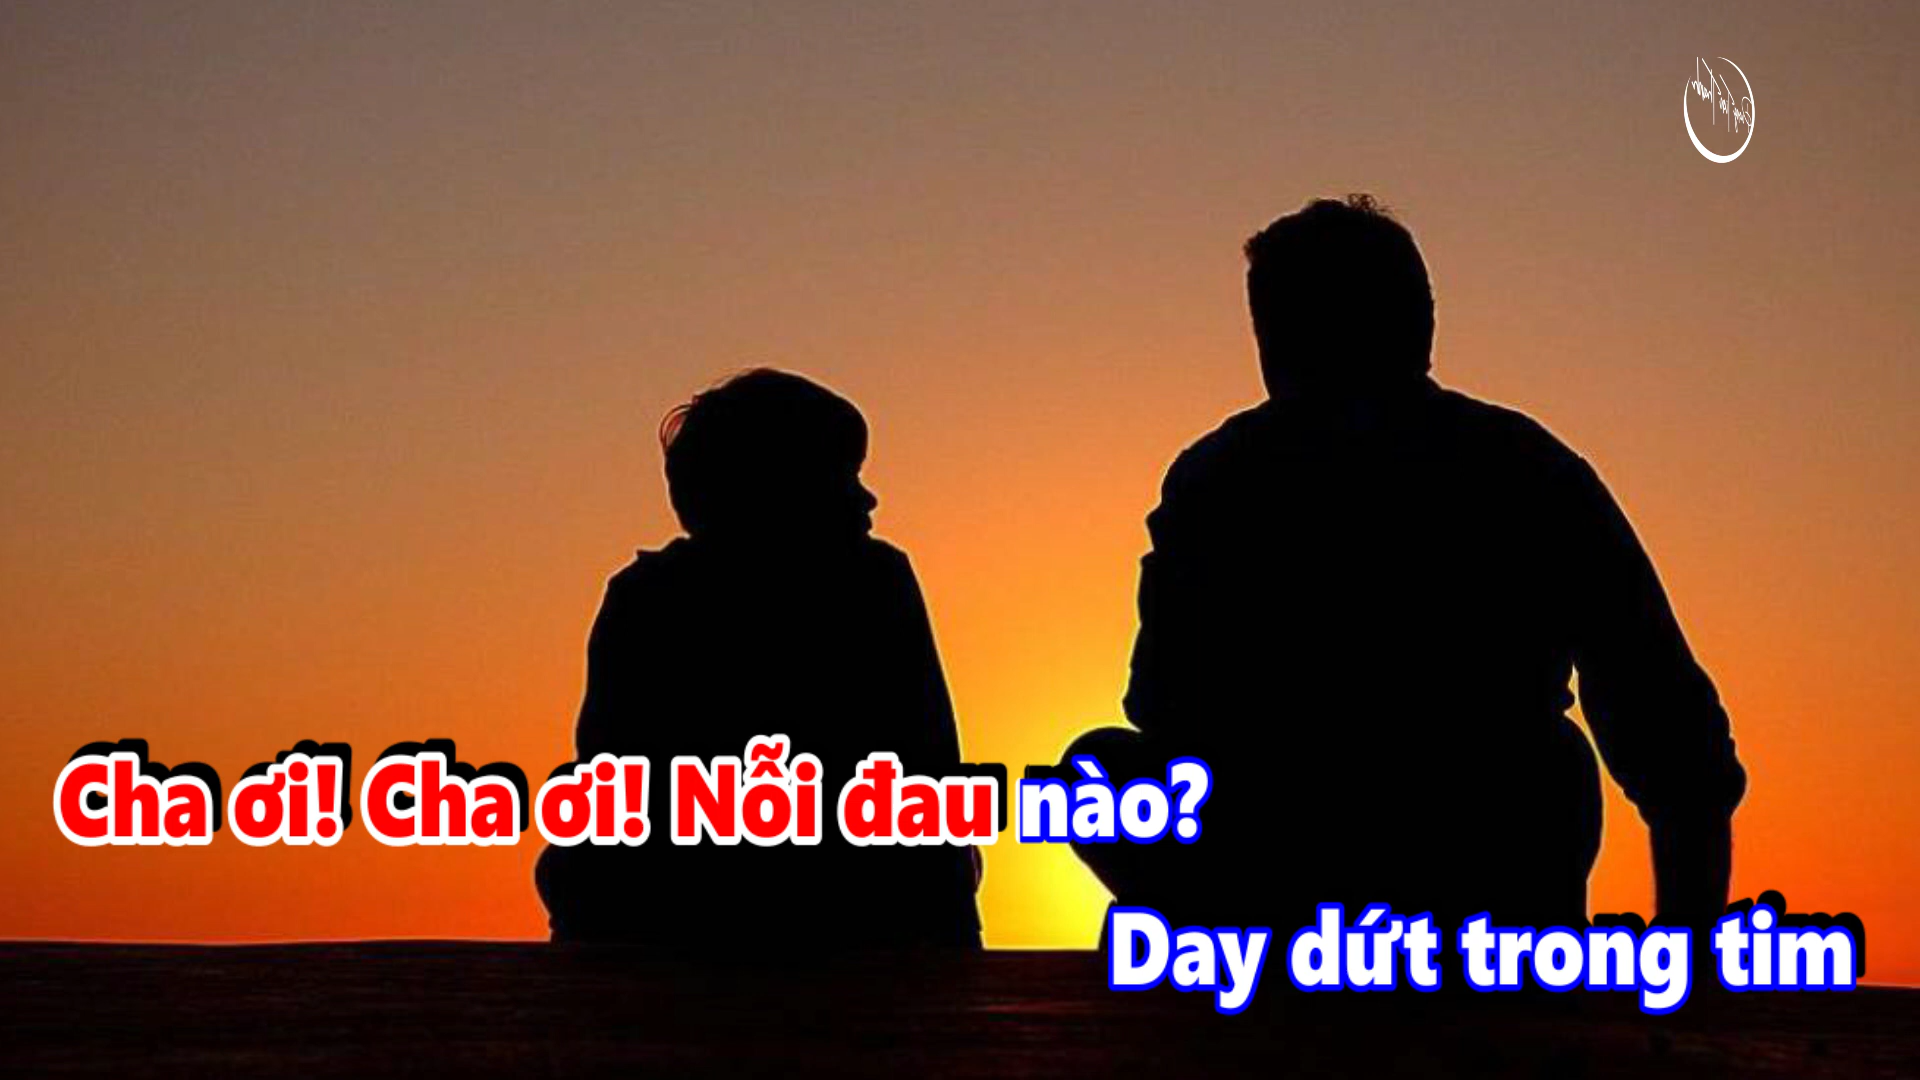 Cha ơi! Cha ơi! Nỗi đau nào?
Day dứt trong tim